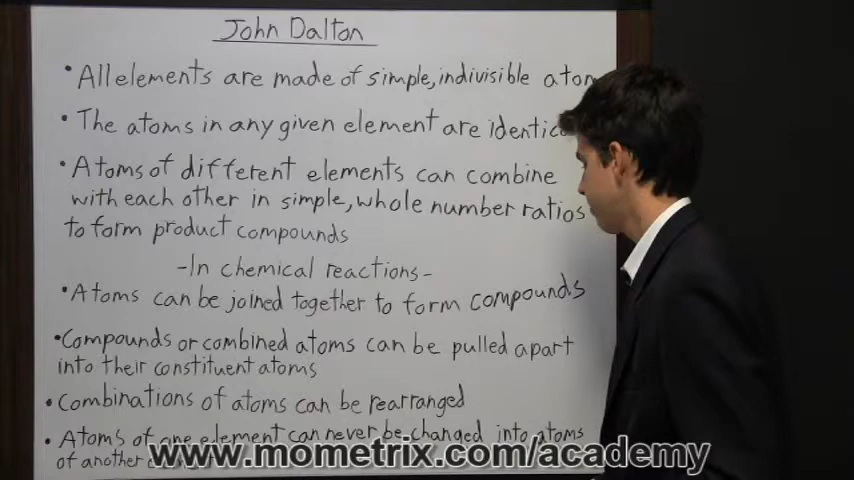 John Dalton
• All elements are made of simple, indivisible atom
• The atoms in any given element are identic
• Atoms of different elements can combine
with each other in simple, whole number ratios
to form product compounds
-In chemical reactions-
• Atoms can be joined together to form compounds
• Compounds or combined atoms can be pulled apart
into their constituent atoms
• Combinations of atoms can be rearranged
• Atoms of one element can never be changed into atoms
of another
www.mometrix.com/academy